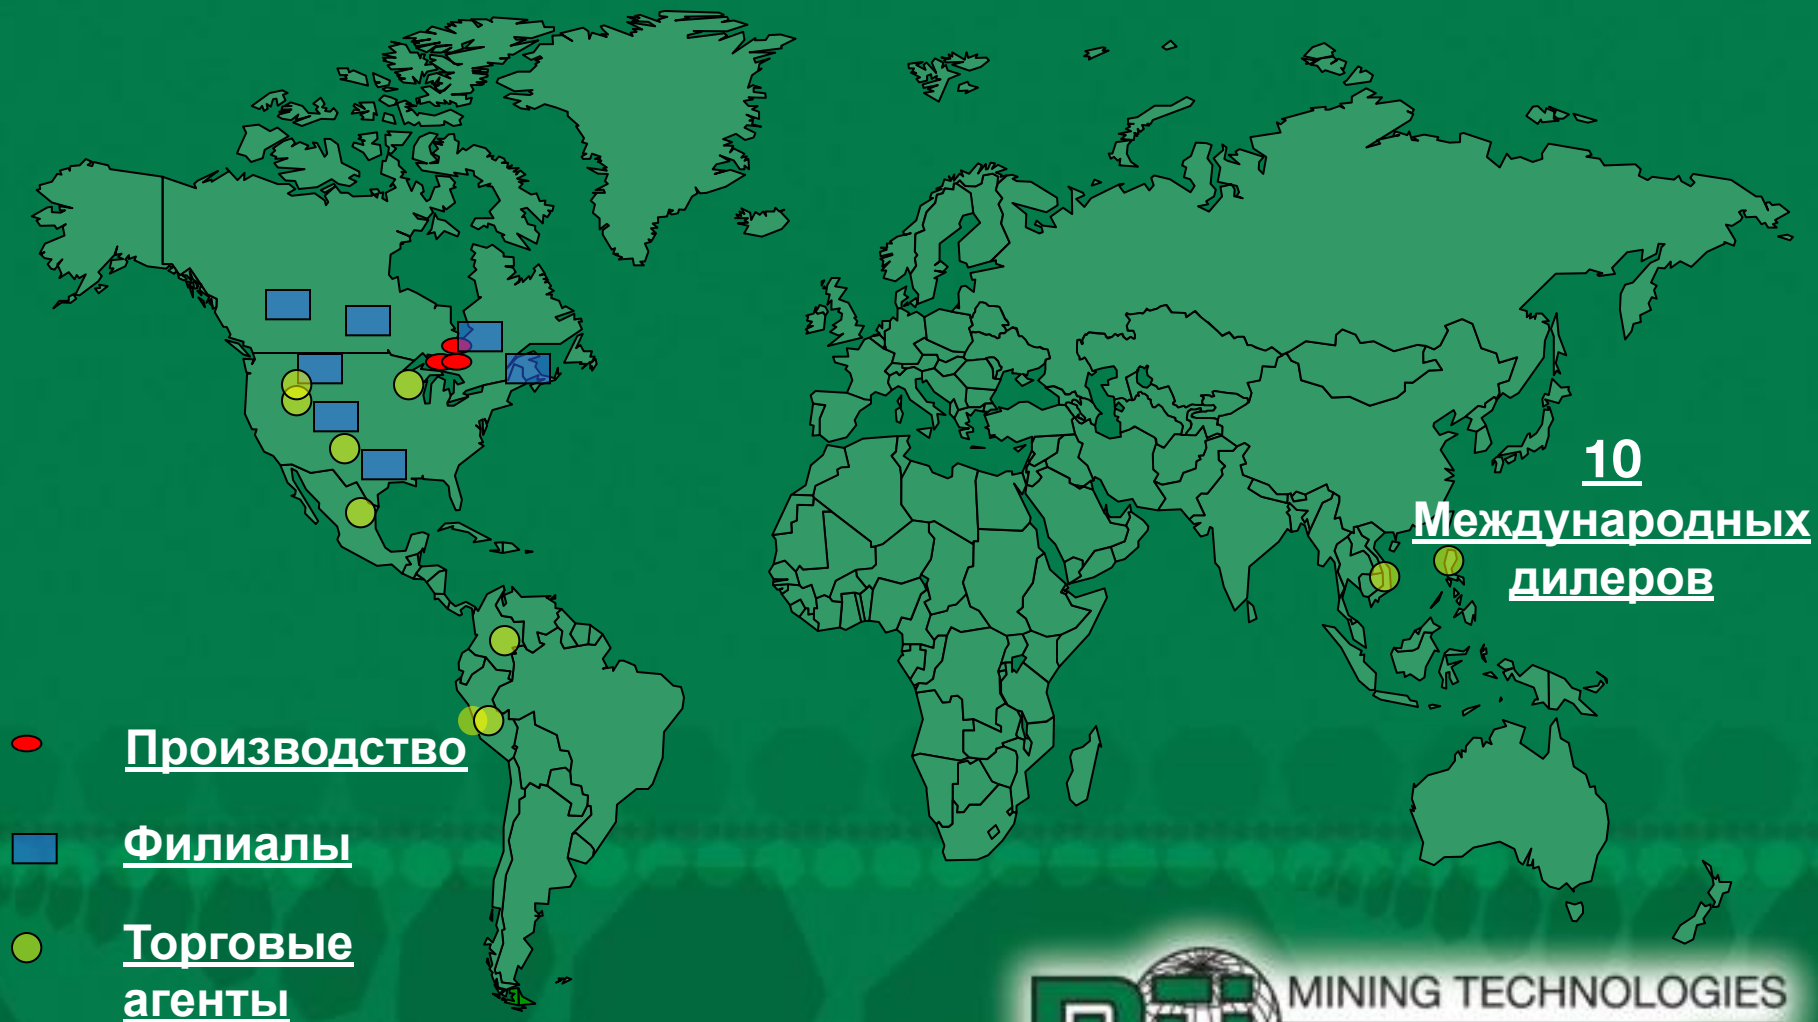 10
Международных
дилеров
Производство
Филиалы
Торговые
агенты
MINING TECHNOLOGIES